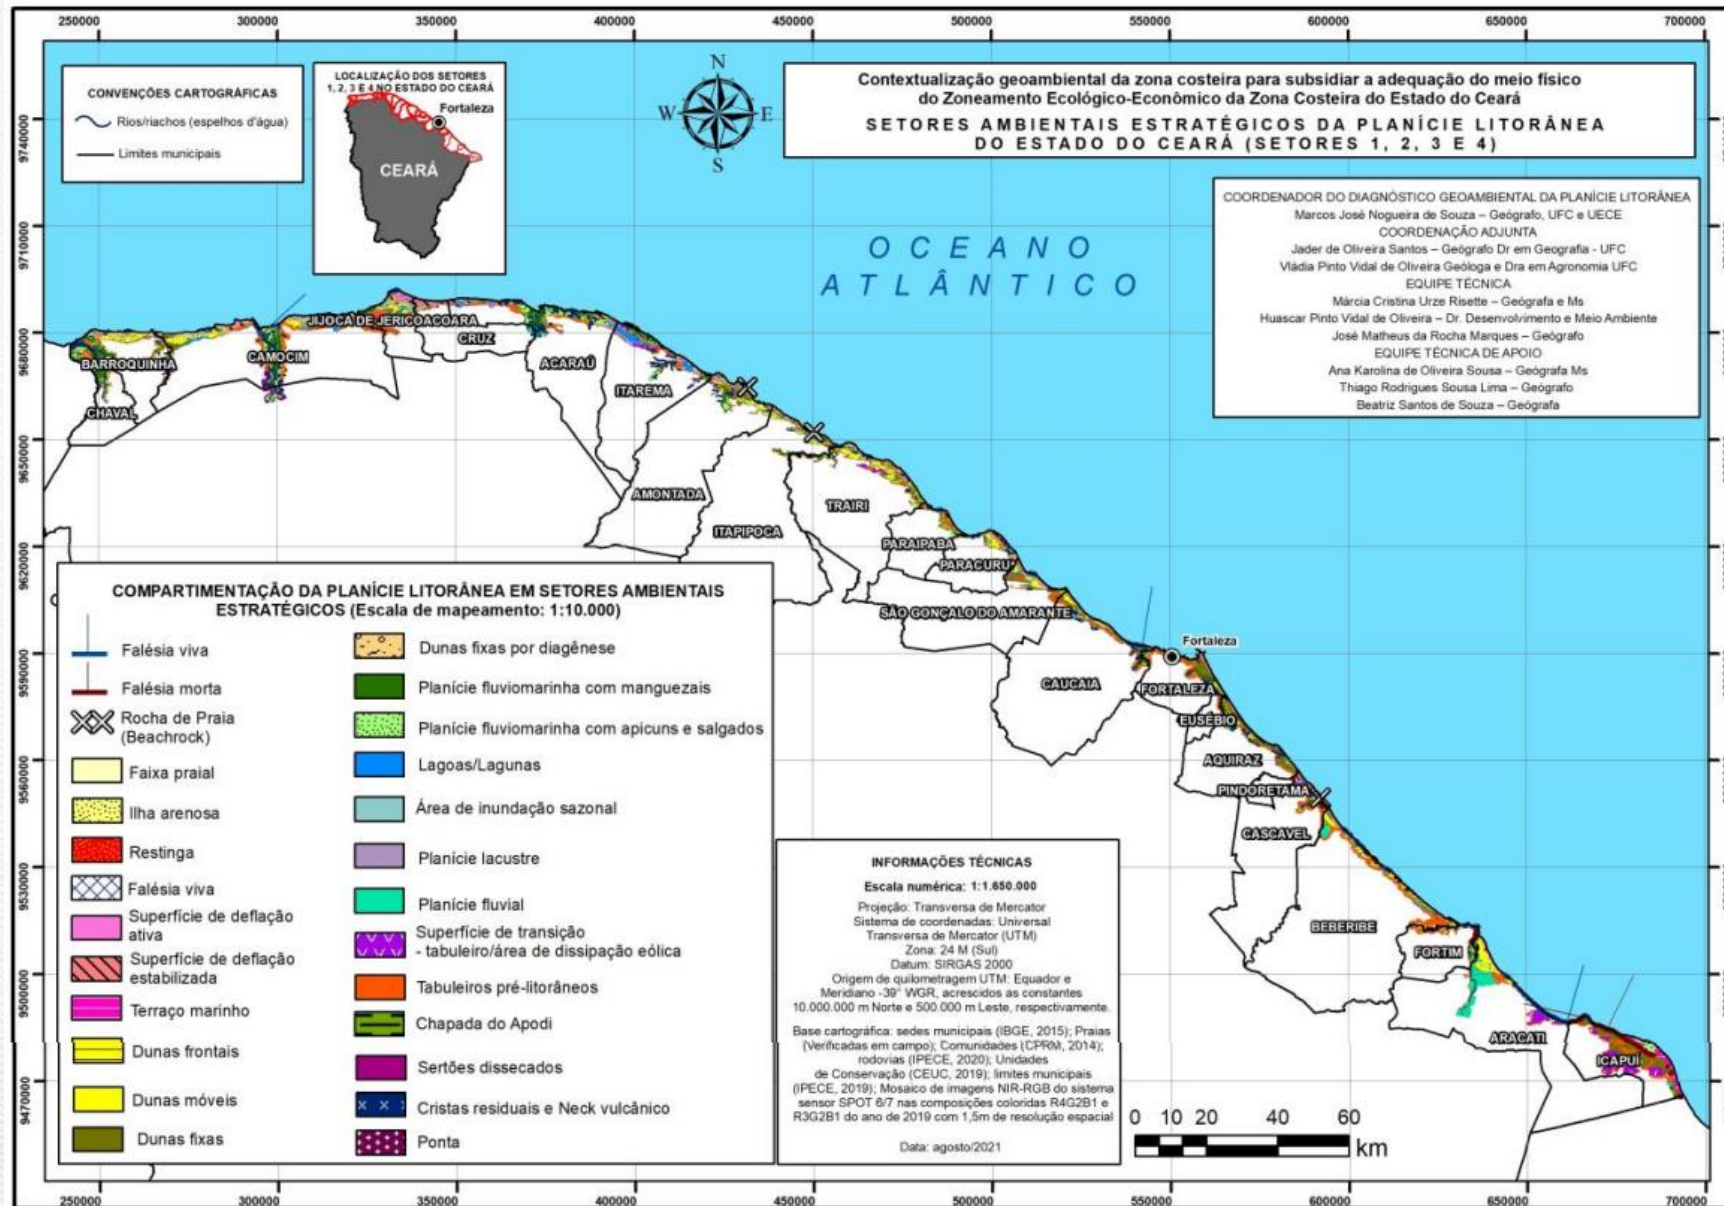 250000 300000 350000 400000 450000 500000 550000 600000 650000 700000
CONVENÇÕES CARTOGRÁFICAS
Rios/riachos (espelhos d'água)
Limites municipais
LOCALIZAÇÃO DOS SETORES
1, 2, 3 E 4 NO ESTADO DO CEARÁ
Fortaleza
CEARÁ
N
W E
S
Contextualização geoambiental da zona costeira para subsidiar a adequação do meio físico
do Zoneamento Ecológico-Econômico da Zona Costeira do Estado do Ceará
SETORES AMBIENTAIS ESTRATÉGICOS DA PLANÍCIE LITORÂNEA
DO ESTADO DO CEARÁ (SETORES 1, 2, 3 E 4)
COORDENADOR DO DIAGNÓSTICO GEOAMBIENTAL DA PLANÍCIE LITORÂNEA
Marcos José Nogueira de Souza – Geógrafo, UFC e UECE
COORDENAÇÃO ADJUNTA
Jader de Oliveira Santos – Geógrafo Dr em Geografia - UFC
Vládia Pinto Vidal de Oliveira Geóloga e Dra em Agronomia UFC
EQUIPE TÉCNICA
Márcia Cristina Urze Risette – Geógrafa e Ms
Huascar Pinto Vidal de Oliveira – Dr. Desenvolvimento e Meio Ambiente
José Matheus da Rocha Marques – Geógrafo
EQUIPE TÉCNICA DE APOIO
Ana Karolina de Oliveira Sousa – Geógrafa Ms
Thiago Rodrigues Sousa Lima – Geógrafo
Beatriz Santos de Souza – Geógrafa
OCEANO
ATLÂNTICO
9740000
9710000
9680000
9650000
9620000
9590000
9560000
9530000
9500000
9470000
JIJOCA DE JERICOACOARA
CRUZ
BARROQUINHA
CAMOCIM
ACARAÚ
ITAREMA
CHAVAL
AMONTADA
TRAIRI
ITAPIPOCA
PARAIPABA
PARACURU
SÃO GONÇALO DO AMARANTE
Fortaleza
CAUCAIA
FORTALEZA
EUSÉBIO
AQUIRAZ
PINDORETAMA
CASCAVEL
BEBERIBE
FORTIM
ARACATI
ICAPUÍ
COMPARTIMENTAÇÃO DA PLANÍCIE LITORÂNEA EM SETORES AMBIENTAIS
ESTRATÉGICOS (Escala de mapeamento: 1:10.000)
Falésia viva
Falésia morta
Rocha de Praia
(Beachrock)
Faixa praial
Ilha arenosa
Restinga
Falésia viva
Superfície de deflação
ativa
Superfície de deflação
estabilizada
Terraço marinho
Dunas frontais
Dunas móveis
Dunas fixas
Dunas fixas por diagênese
Planície fluviomarinha com manguezais
Planície fluviomarinha com apicuns e salgados
Lagoas/Lagunas
Área de inundação sazonal
Planície lacustre
Planície fluvial
Superfície de transição
- tabuleiro/área de dissipação eólica
Tabuleiros pré-litorâneos
Chapada do Apodi
Sertões dissecados
Cristas residuais e Neck vulcânico
Ponta
INFORMAÇÕES TÉCNICAS
Escala numérica: 1:1.650.000
Projeção: Transversa de Mercator
Sistema de coordenadas: Universal
Transversa de Mercator (UTM)
Zona: 24 M (Sul)
Datum: SIRGAS 2000
Origem de quilometragem UTM: Equador e
Meridiano -39° WGR, acrescidos as constantes
10.000.000 m Norte e 500.000 m Leste, respectivamente.
Base cartográfica: sedes municipais (IBGE, 2015); Praias
(Verificadas em campo); Comunidades (CPRM, 2014);
rodovias (IPECE, 2020); Unidades
de Conservação (CEUC, 2019); limites municipais
(IPECE, 2019); Mosaico de imagens NIR-RGB do sistema
sensor SPOT 6/7 nas composições coloridas R4G2B1 e
R3G2B1 do ano de 2019 com 1,5m de resolução espacial
Data: agosto/2021
0 10 20 40 60
km
250000 300000 350000 400000 450000 500000 550000 600000 650000 700000